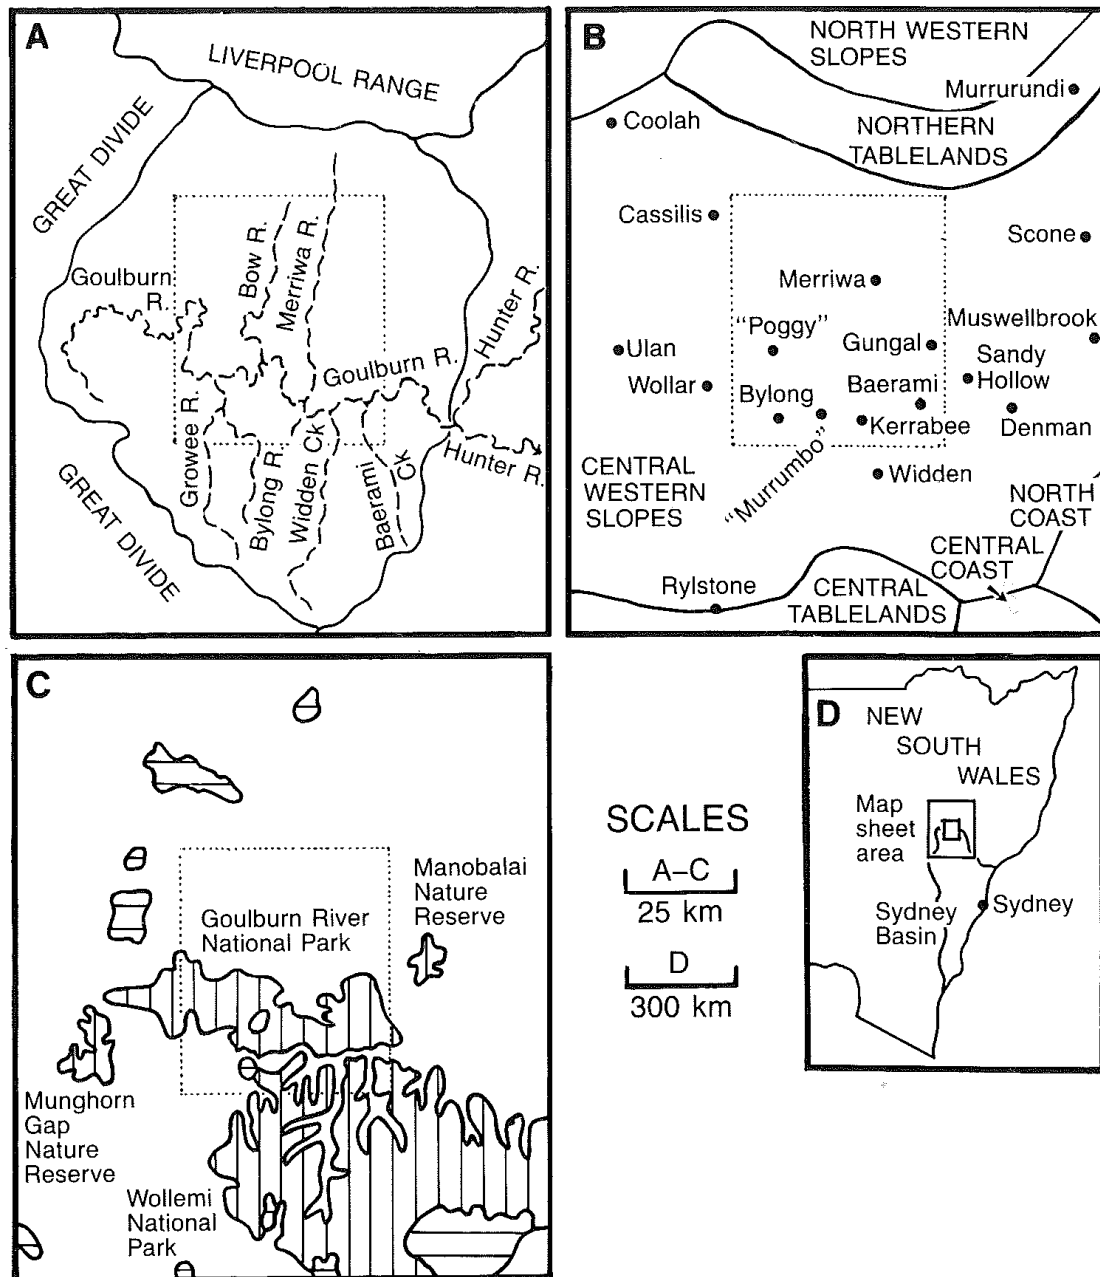 A
LIVERPOOL RANGE
GREAT DIVIDE
Goulburn
R.
Bow R.
Merriwa R.
Hunter R.
Goulburn R.
Growee R.
Bylong R.
Widden Ck
Baerami
Ck
Hunter R.
GREAT DIVIDE
B
NORTH WESTERN
SLOPES
Murrurundi
Coolah
NORTHERN
TABLELANDS
Cassilis
Scone
Merriwa
"Poggy"
Muswellbrook
Ulan
Gungal
Sandy
Hollow
Wollar
Bylong
Baerami
Kerrabee
Denman
"Murrumbo"
Widden
CENTRAL
WESTERN
SLOPES
NORTH
COAST
CENTRAL
COAST
Rylstone
CENTRAL
TABLELANDS
C
Manobalai
Nature
Reserve
Goulburn River
National Park
Munghorn
Gap
Nature
Reserve
Wollemi
National
Park
SCALES
A–C
25 km
D
300 km
D
NEW
SOUTH
WALES
Map
sheet
area
Sydney
Basin
Sydney